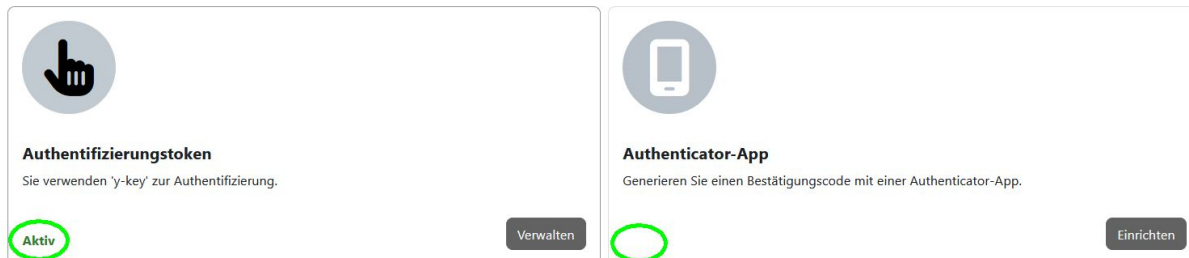 Authentifizierungstoken
Sie verwenden 'y-key' zur Authentifizierung.
Aktiv
Verwalten
Authenticator-App
Generieren Sie einen Bestätigungscode mit einer Authenticator-App.
Einrichten